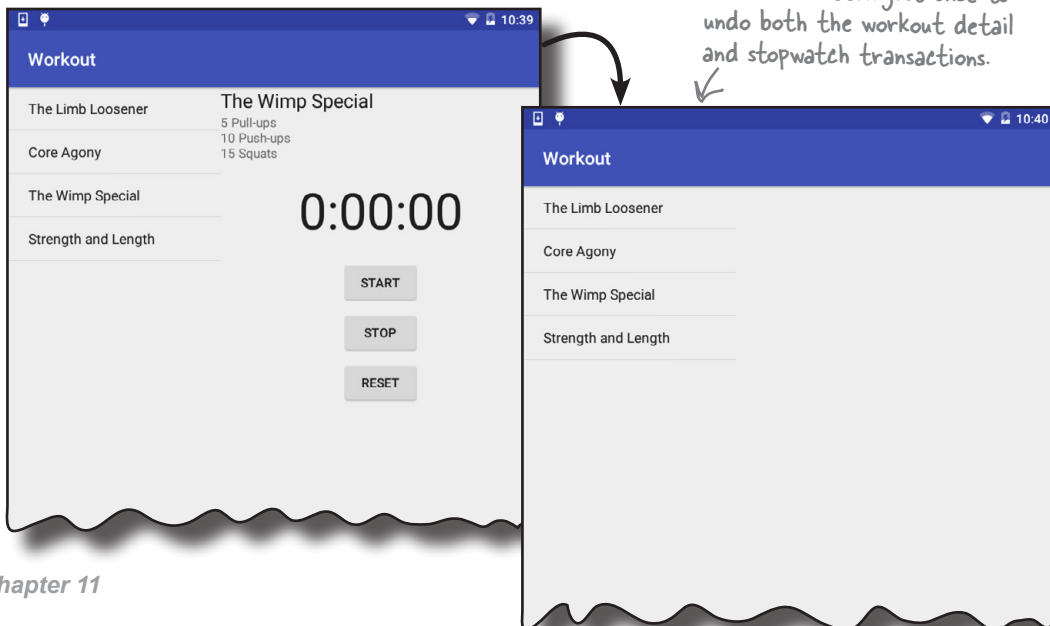 10:39
Workout
The Limb Loosener
Core Agony
The Wimp Special
Strength and Length
The Wimp Special
5 Pull-ups
10 Push-ups
15 Squats
0:00:00
START
STOP
RESET
undo both the workout detail
and stopwatch transactions.
10:40
Workout
The Limb Loosener
Core Agony
The Wimp Special
Strength and Length
hapter 11